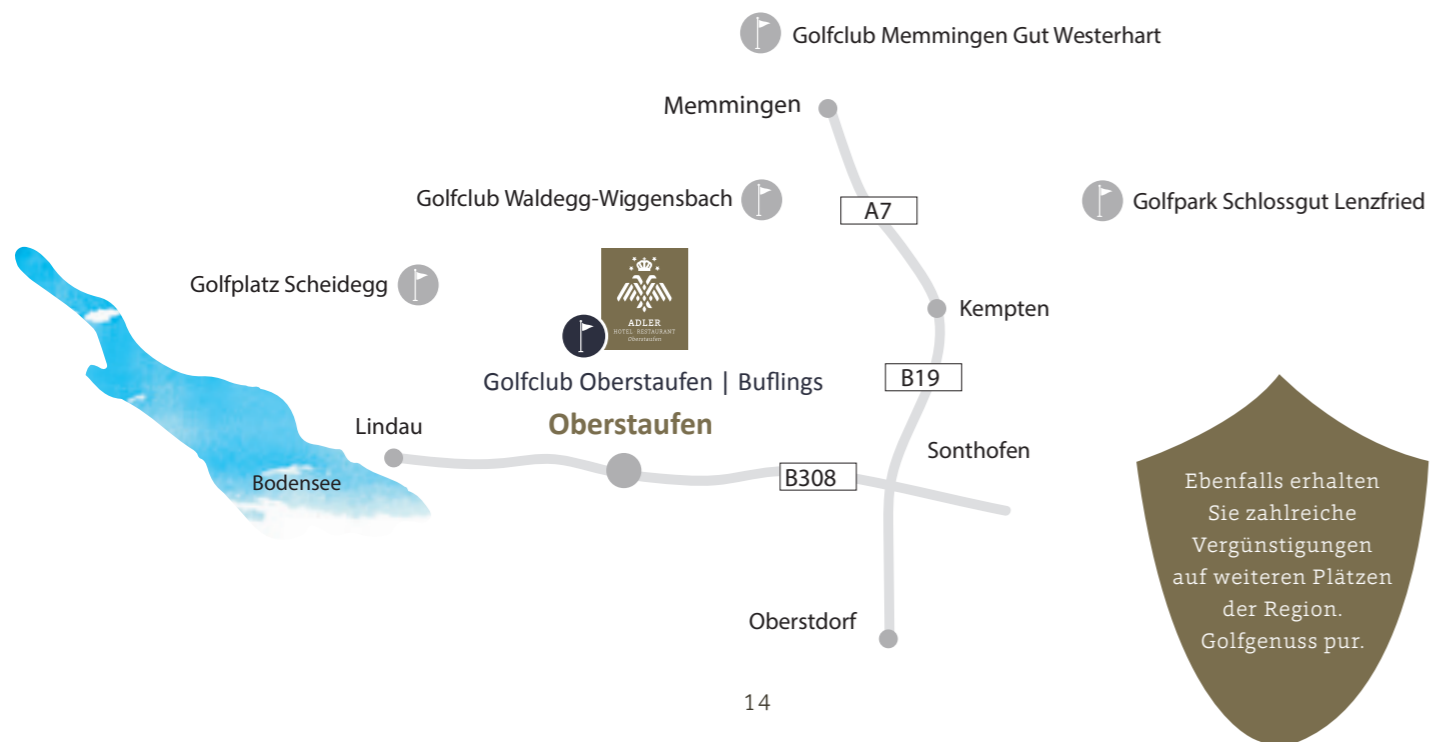 Golfclub Memmingen Gut Westerhart
Memmingen
Golfclub Waldegg-Wiggensbach
A7
Golfpark Schlossgut Lenzfried
Golfplatz Scheidegg
ADLER
HOTEL RESTAURANT
Oberstaufen
Kempten
Golfclub Oberstaufen | Buflings
B19
Oberstaufen
Lindau
Sonthofen
Bodensee
B308
Ebenfalls erhalten
Sie zahlreiche
Vergünstigungen
auf weiteren Plätzen
der Region.
Golfgenuss pur.
Oberstdorf
14